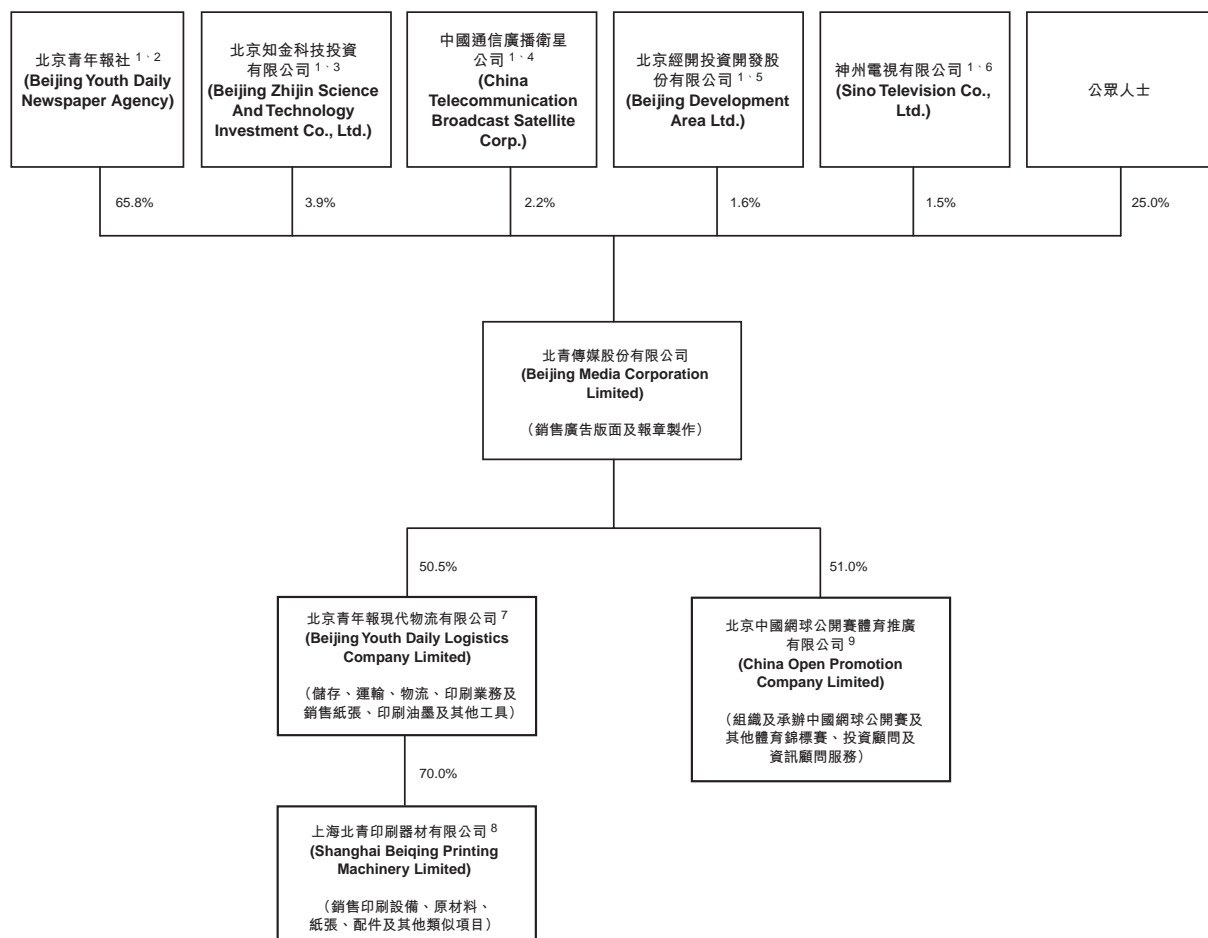 北京青年報社 1、2
(Beijing Youth Daily
Newspaper Agency)
北京知金科技投資
有限公司 1、3
(Beijing Zhijin Science
And Technology
Investment Co., Ltd.)
中國通信廣播衛星
公司 1、4
(China
Telecommunication
Broadcast Satellite
Corp.)
北京經開投資開發股
份有限公司 1、5
(Beijing Development
Area Ltd.)
神州電視有限公司 1、6
(Sino Television Co.,
Ltd.)
公眾人士
65.8%
3.9%
2.2%
1.6%
1.5%
25.0%
北青傳媒股份有限公司
(Beijing Media Corporation
Limited)
（銷售廣告版面及報章製作）
50.5%
51.0%
北京青年報現代物流有限公司 7
(Beijing Youth Daily Logistics
Company Limited)
（儲存、運輸、物流、印刷業務及
銷售紙張、印刷油墨及其他工具）
北京中國網球公開賽體育推廣
有限公司 9
(China Open Promotion
Company Limited)
（組織及承辦中國網球公開賽及
其他體育錦標賽、投資顧問及
資訊顧問服務）
70.0%
上海北青印刷器材有限公司 8
(Shanghai Beiqing Printing
Machinery Limited)
（銷售印刷設備、原材料、
紙張、配件及其他類似項目）